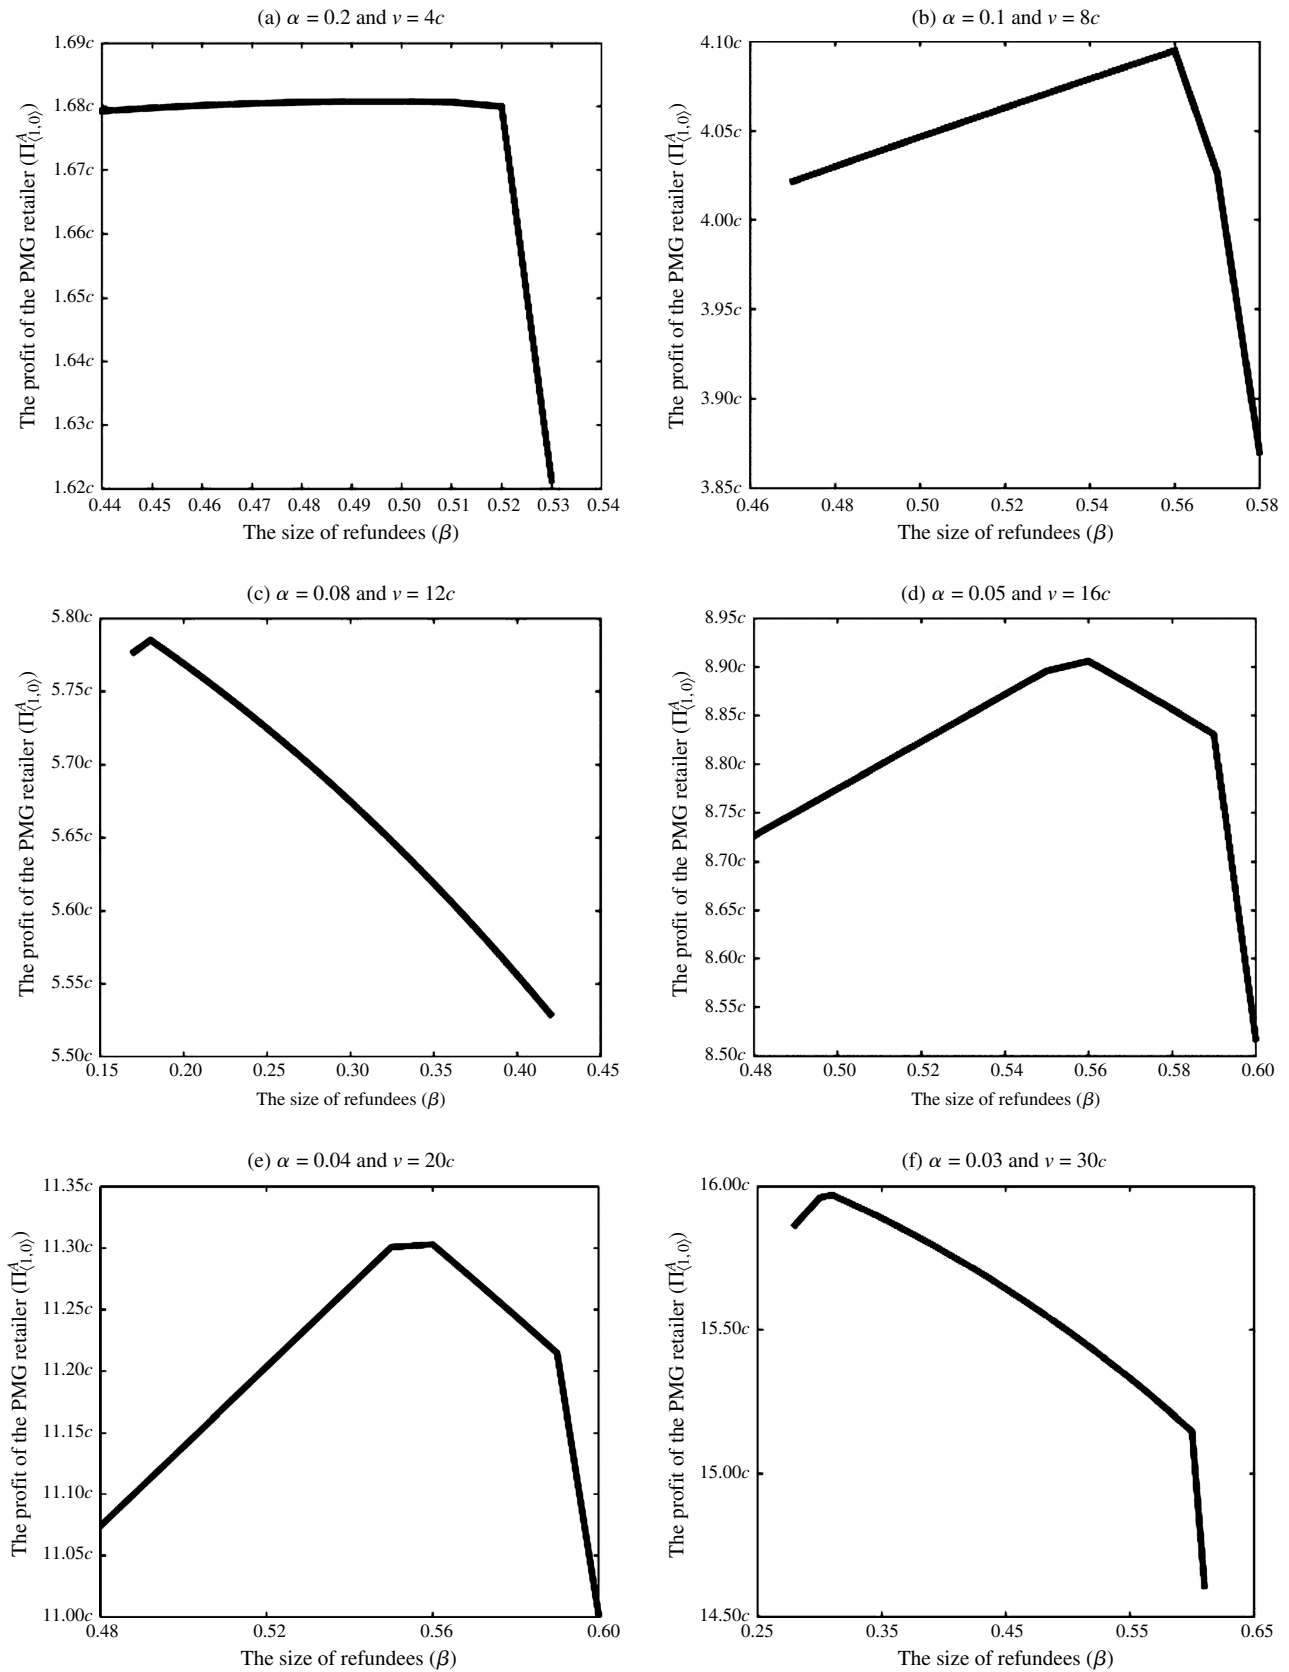 (a) α = 0.2 and v = 4c
The profit of the PMG retailer (Π^A_⟨1,0⟩)
1.69c
1.68c
1.67c
1.66c
1.65c
1.64c
1.63c
1.62c
0.44 0.45 0.46 0.47 0.48 0.49 0.50 0.51 0.52 0.53 0.54
The size of refundees (β)
(b) α = 0.1 and v = 8c
The profit of the PMG retailer (Π^A_⟨1,0⟩)
4.10c
4.05c
4.00c
3.95c
3.90c
3.85c
0.46 0.48 0.50 0.52 0.54 0.56 0.58
The size of refundees (β)
(c) α = 0.08 and v = 12c
The profit of the PMG retailer (Π^A_⟨1,0⟩)
5.80c
5.75c
5.70c
5.65c
5.60c
5.55c
5.50c
0.15 0.20 0.25 0.30 0.35 0.40 0.45
The size of refundees (β)
(d) α = 0.05 and v = 16c
The profit of the PMG retailer (Π^A_⟨1,0⟩)
8.95c
8.90c
8.85c
8.80c
8.75c
8.70c
8.65c
8.60c
8.55c
8.50c
0.48 0.50 0.52 0.54 0.56 0.58 0.60
The size of refundees (β)
(e) α = 0.04 and v = 20c
The profit of the PMG retailer (Π^A_⟨1,0⟩)
11.35c
11.30c
11.25c
11.20c
11.15c
11.10c
11.05c
11.00c
0.48 0.52 0.56 0.60
The size of refundees (β)
(f) α = 0.03 and v = 30c
The profit of the PMG retailer (Π^A_⟨1,0⟩)
16.00c
15.50c
15.00c
14.50c
0.25 0.35 0.45 0.55 0.65
The size of refundees (β)